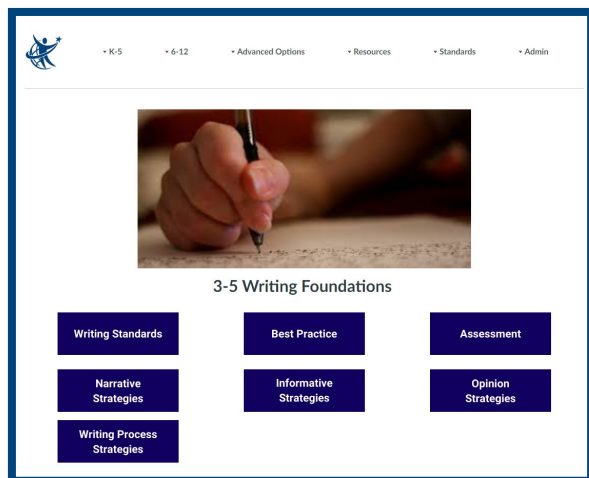 K-5
6-12
Advanced Options
Resources
Standards
Admin
3-5 Writing Foundations
Writing Standards
Best Practice
Assessment
Narrative
Strategies
Informative
Strategies
Opinion
Strategies
Writing Process
Strategies